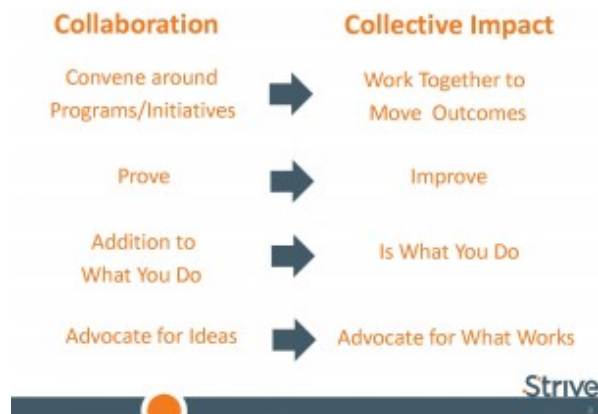 Collaboration
Collective Impact
Convene around
Programs/Initiatives
Work Together to
Move Outcomes
Prove
Improve
Addition to
What You Do
Is What You Do
Advocate for Ideas
Advocate for What Works
Strive